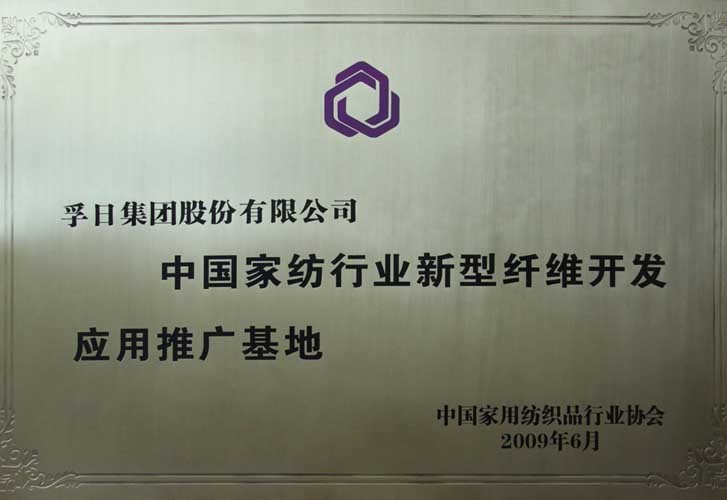 孚日集团股份有限公司
中国家纺行业新型纤维开发
应用推广基地
中国家用纺织品行业协会
2009年6月